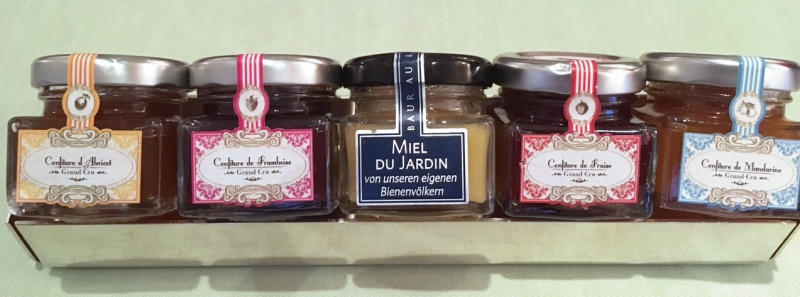 Confiture d'Abricot
Grand Cru
Confiture de Framboise
Grand Cru
BAUR AU L
MIEL
DU JARDIN
von unseren eigenen
Bienenvölkern
Confiture de Fraise
Grand Cru
Confiture de Mandarine
Grand Cru